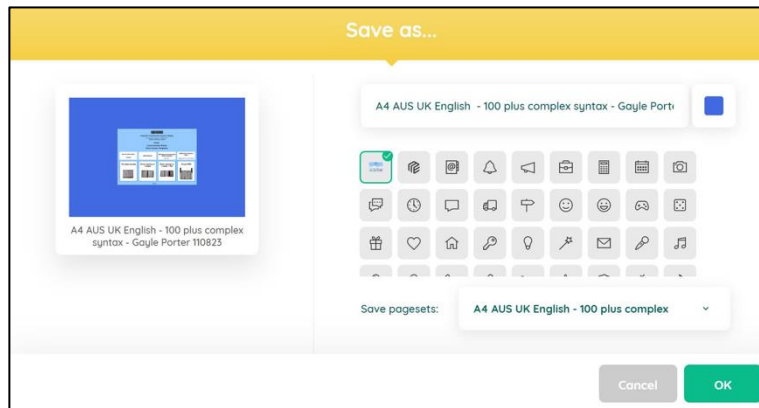 Save as...
A4 AUS UK English - 100 plus complex syntax - Gayle Port
A4 AUS UK English - 100 plus complex
syntax - Gayle Porter 110823
Save pagesets:
A4 AUS UK English - 100 plus complex
Cancel
OK